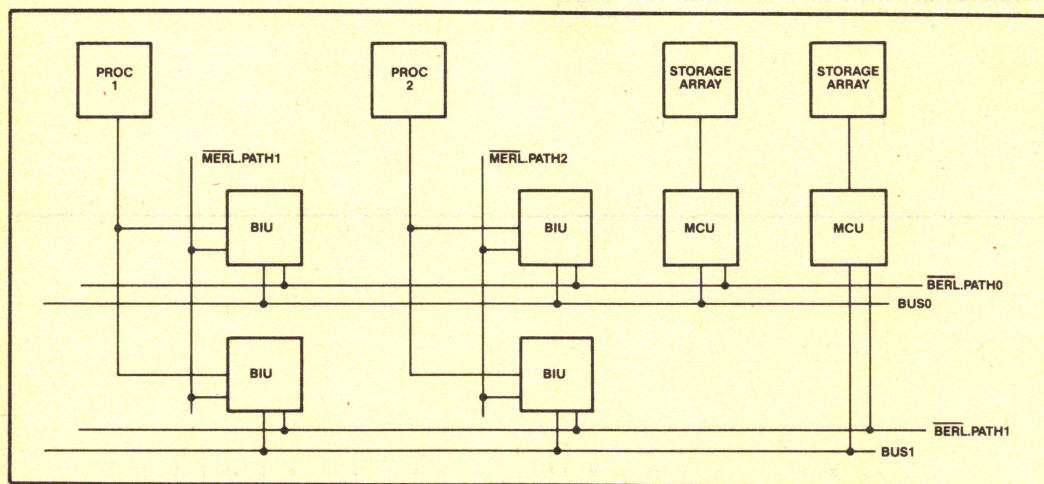 PROC
1
PROC
2
STORAGE
ARRAY
STORAGE
ARRAY
MERL.PATH1
MERL.PATH2
BIU
BIU
MCU
MCU
BERL.PATH0
BUS0
BIU
BIU
BERL.PATH1
BUS1